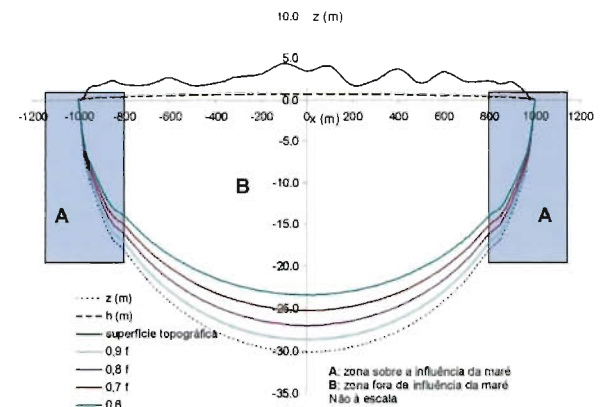 10.0 z (m)
5.0
0.0
-1200 -1000 -800 -600 -400 -200 0 x (m) 200 400 600 800 1000 1200
-5.0
B
-10.0
A
A
-15.0
-20.0
-25.0
-30.0
-35.0
z (m)
h (m)
superfície topográfica
0,9 f
0,8 f
0,7 f
0,6
A: zona sobre a influência da maré
B: zona fora da influência da maré
Não à escala